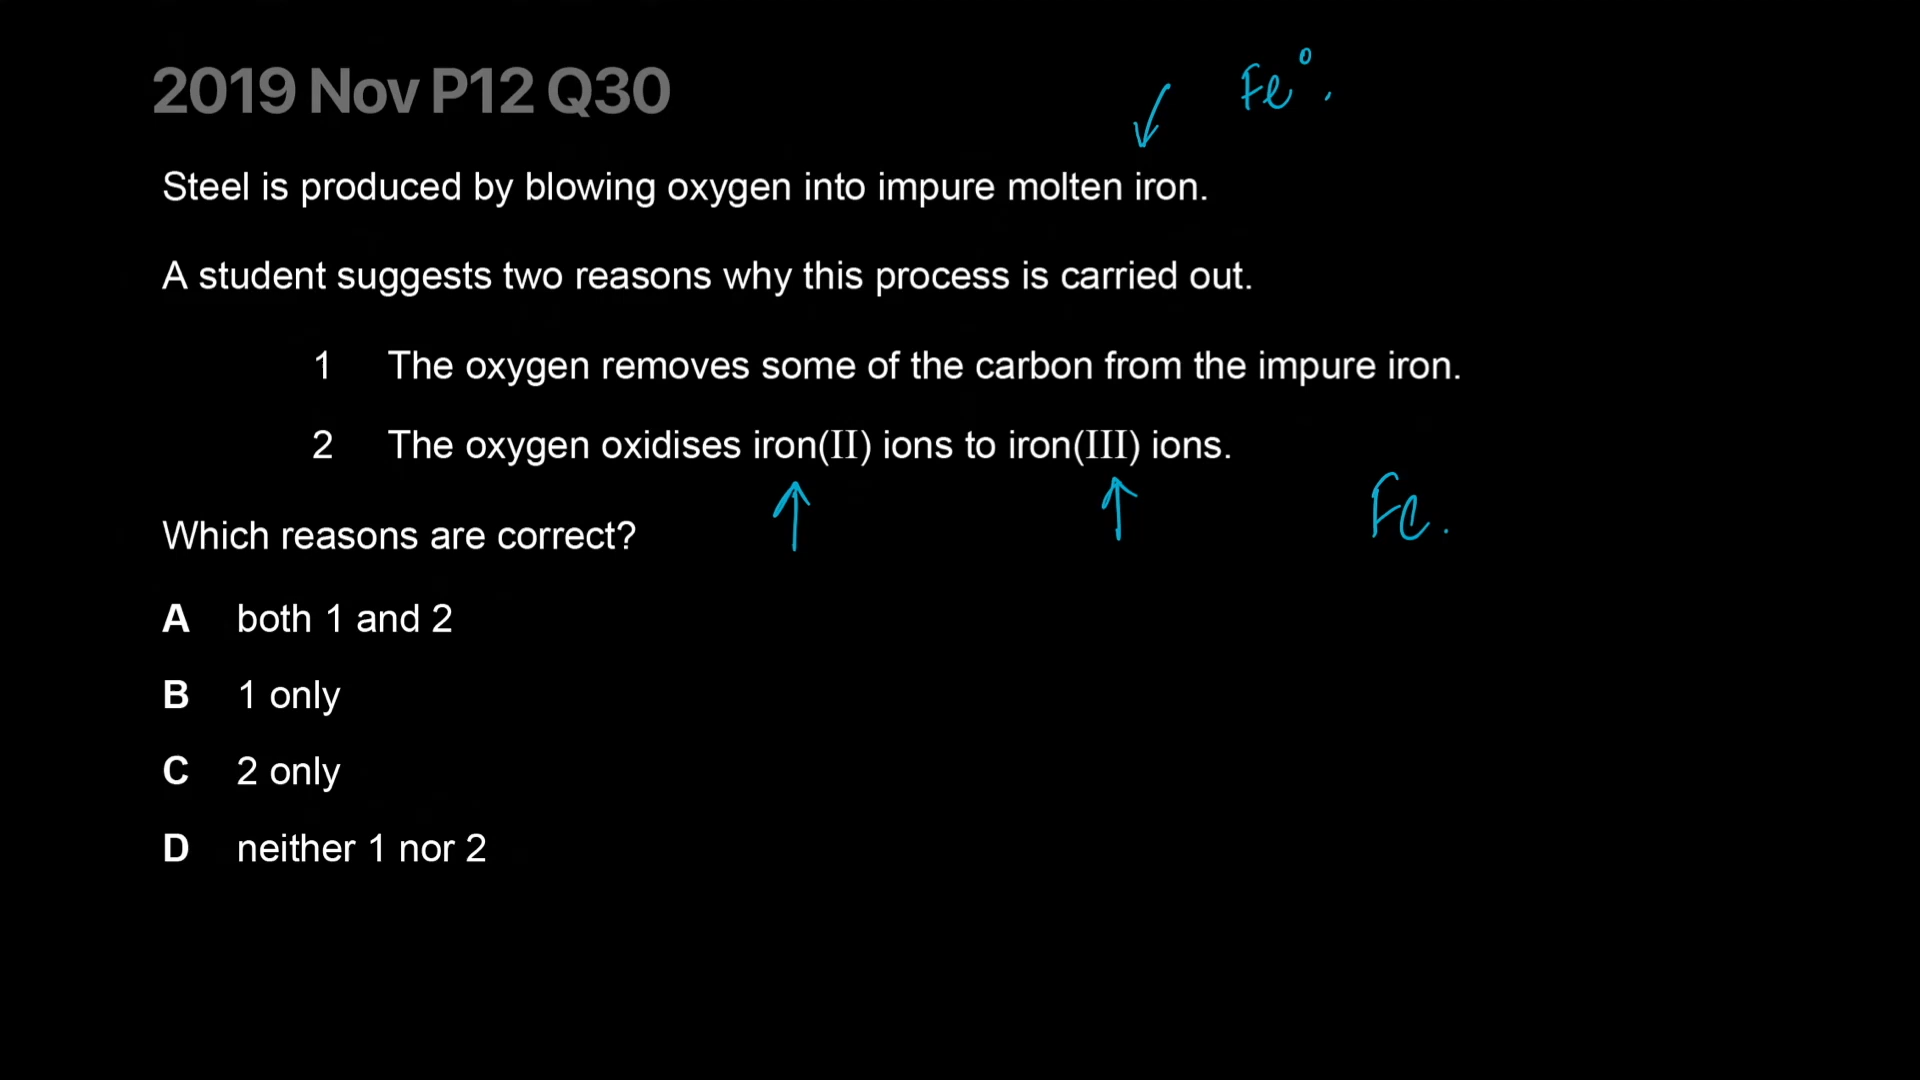 2019 Nov P12 Q30
Fe⁰.
Steel is produced by blowing oxygen into impure molten iron.
A student suggests two reasons why this process is carried out.
1 The oxygen removes some of the carbon from the impure iron.
2 The oxygen oxidises iron(II) ions to iron(III) ions.
Fe.
Which reasons are correct?
A both 1 and 2
B 1 only
C 2 only
D neither 1 nor 2